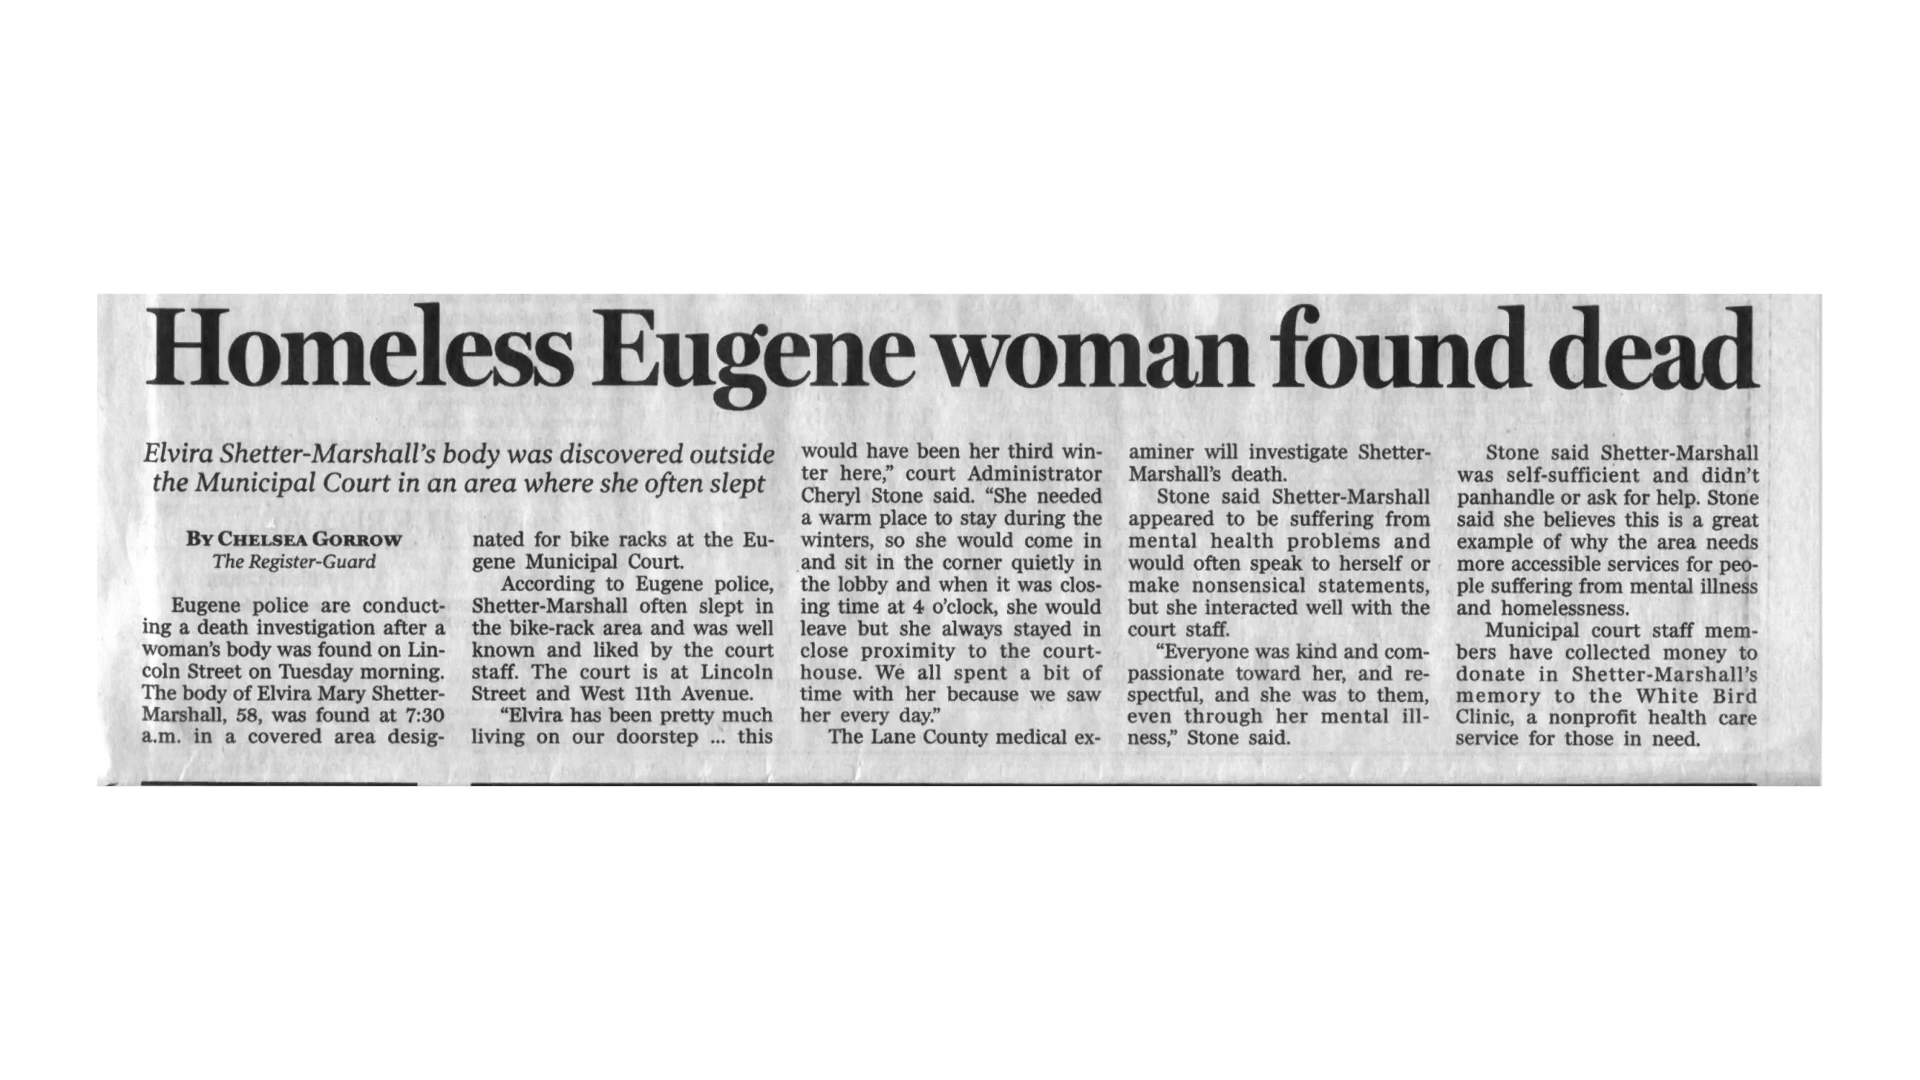 Homeless Eugene woman found dead
Elvira Shetter-Marshall's body was discovered outside
the Municipal Court in an area where she often slept
BY CHELSEA GORROW
The Register-Guard
Eugene police are conduct-
ing a death investigation after a
woman's body was found on Lin-
coln Street on Tuesday morning.
The body of Elvira Mary Shetter-
Marshall, 58, was found at 7:30
a.m. in a covered area desig-
nated for bike racks at the Eu-
gene Municipal Court.
According to Eugene police,
Shetter-Marshall often slept in
the bike-rack area and was well
known and liked by the court
staff. The court is at Lincoln
Street and West 11th Avenue.
“Elvira has been pretty much
living on our doorstep ... this
would have been her third win-
ter here,” court Administrator
Cheryl Stone said. “She needed
a warm place to stay during the
winters, so she would come in
and sit in the corner quietly in
the lobby and when it was clos-
ing time at 4 o'clock, she would
leave but she always stayed in
close proximity to the court-
house. We all spent a bit of
time with her because we saw
her every day.”
The Lane County medical ex-
aminer will investigate Shetter-
Marshall's death.
Stone said Shetter-Marshall
appeared to be suffering from
mental health problems and
would often speak to herself or
make nonsensical statements,
but she interacted well with the
court staff.
“Everyone was kind and com-
passionate toward her, and re-
spectful, and she was to them,
even through her mental ill-
ness,” Stone said.
Stone said Shetter-Marshall
was self-sufficient and didn't
panhandle or ask for help. Stone
said she believes this is a great
example of why the area needs
more accessible services for peo-
ple suffering from mental illness
and homelessness.
Municipal court staff mem-
bers have collected money to
donate in Shetter-Marshall's
memory to the White Bird
Clinic, a nonprofit health care
service for those in need.